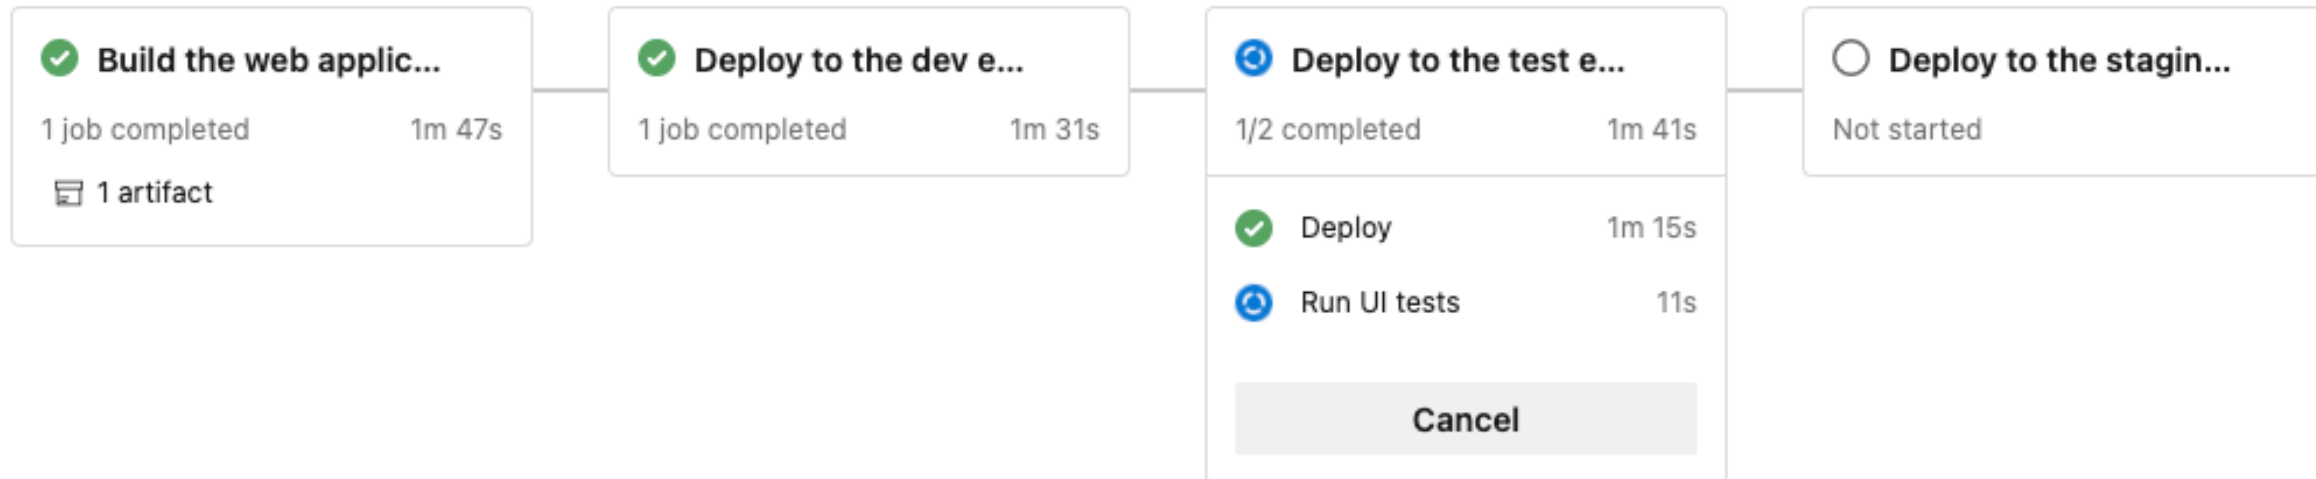 Build the web applic...
1 job completed 1m 47s
1 artifact
Deploy to the dev e...
1 job completed 1m 31s
Deploy to the test e...
1/2 completed 1m 41s
Deploy 1m 15s
Run UI tests 11s
Cancel
Deploy to the stagin...
Not started